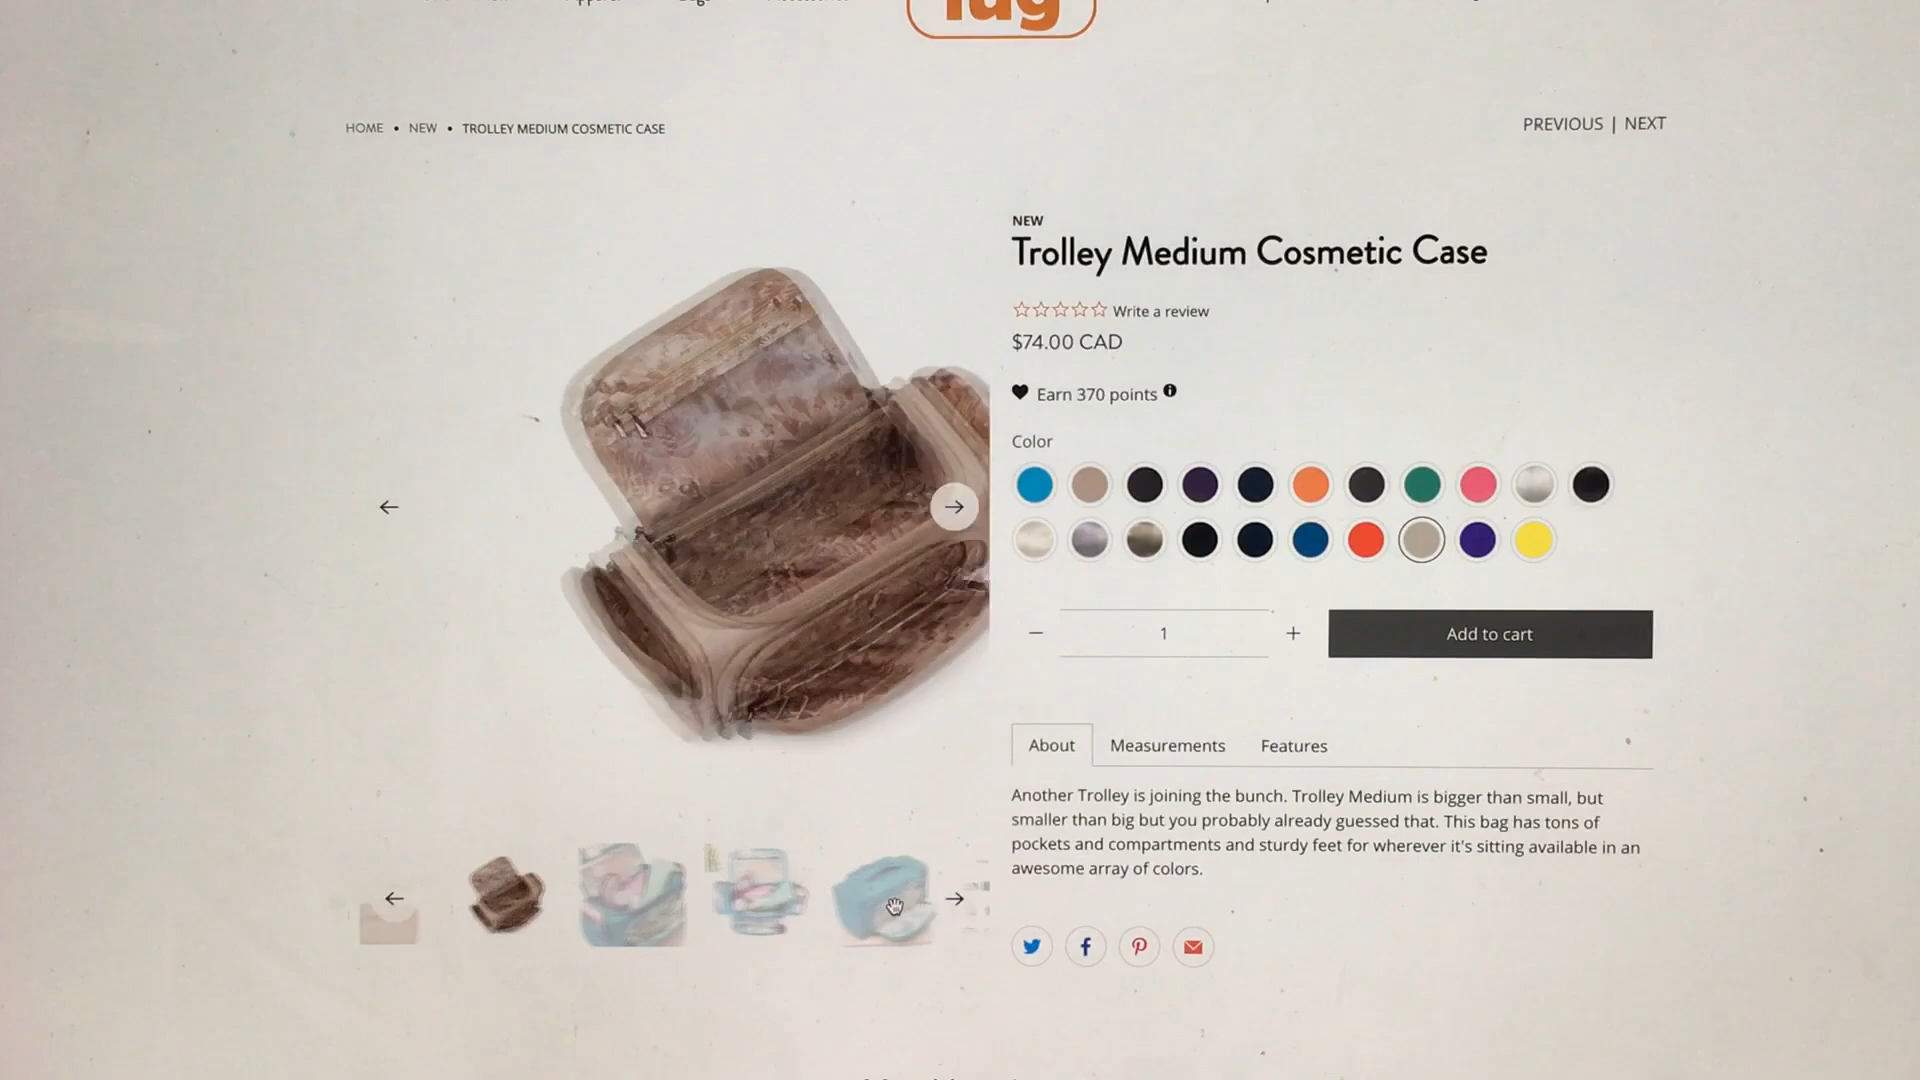 lug
HOME • NEW • TROLLEY MEDIUM COSMETIC CASE
PREVIOUS | NEXT
NEW
Trolley Medium Cosmetic Case
Write a review
$74.00 CAD
Earn 370 points
Color
− 1 + Add to cart
About Measurements Features
Another Trolley is joining the bunch. Trolley Medium is bigger than small, but
smaller than big but you probably already guessed that. This bag has tons of
pockets and compartments and sturdy feet for wherever it's sitting available in an
awesome array of colors.